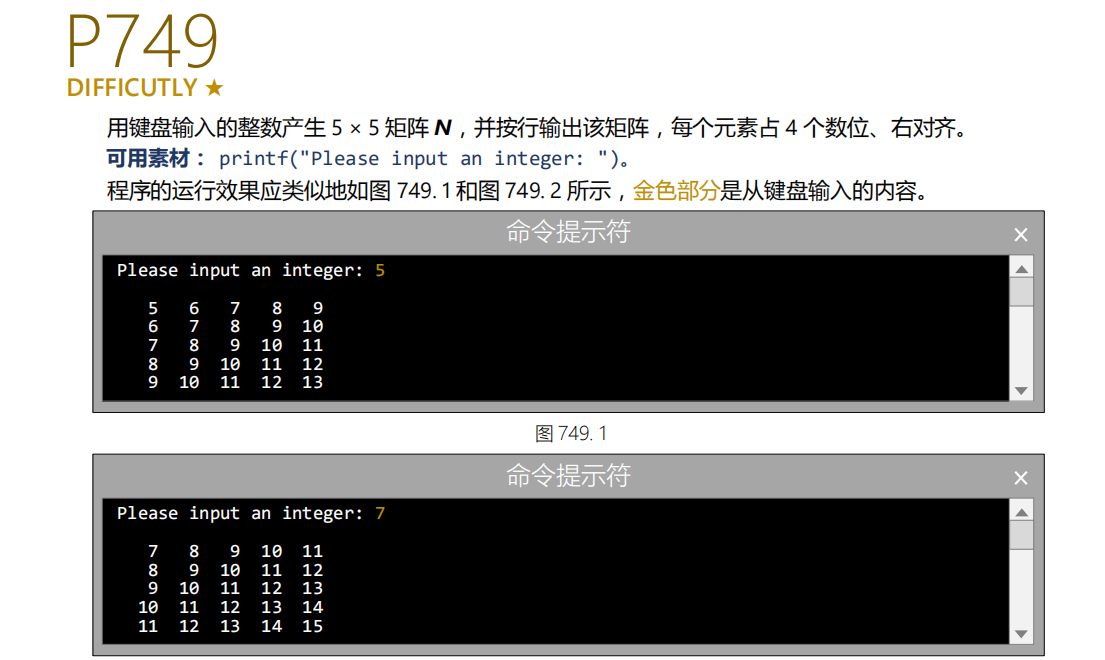 P749
DIFFICUTLY ★
用键盘输入的整数产生 5 × 5 矩阵 N，并按行输出该矩阵，每个元素占 4 个数位、右对齐。
可用素材： printf("Please input an integer: ")。
程序的运行效果应类似地如图 749. 1 和图 749. 2 所示，金色部分是从键盘输入的内容。
命令提示符 ×
Please input an integer: 5
5 6 7 8 9
6 7 8 9 10
7 8 9 10 11
8 9 10 11 12
9 10 11 12 13
图 749. 1
命令提示符 ×
Please input an integer: 7
7 8 9 10 11
8 9 10 11 12
9 10 11 12 13
10 11 12 13 14
11 12 13 14 15